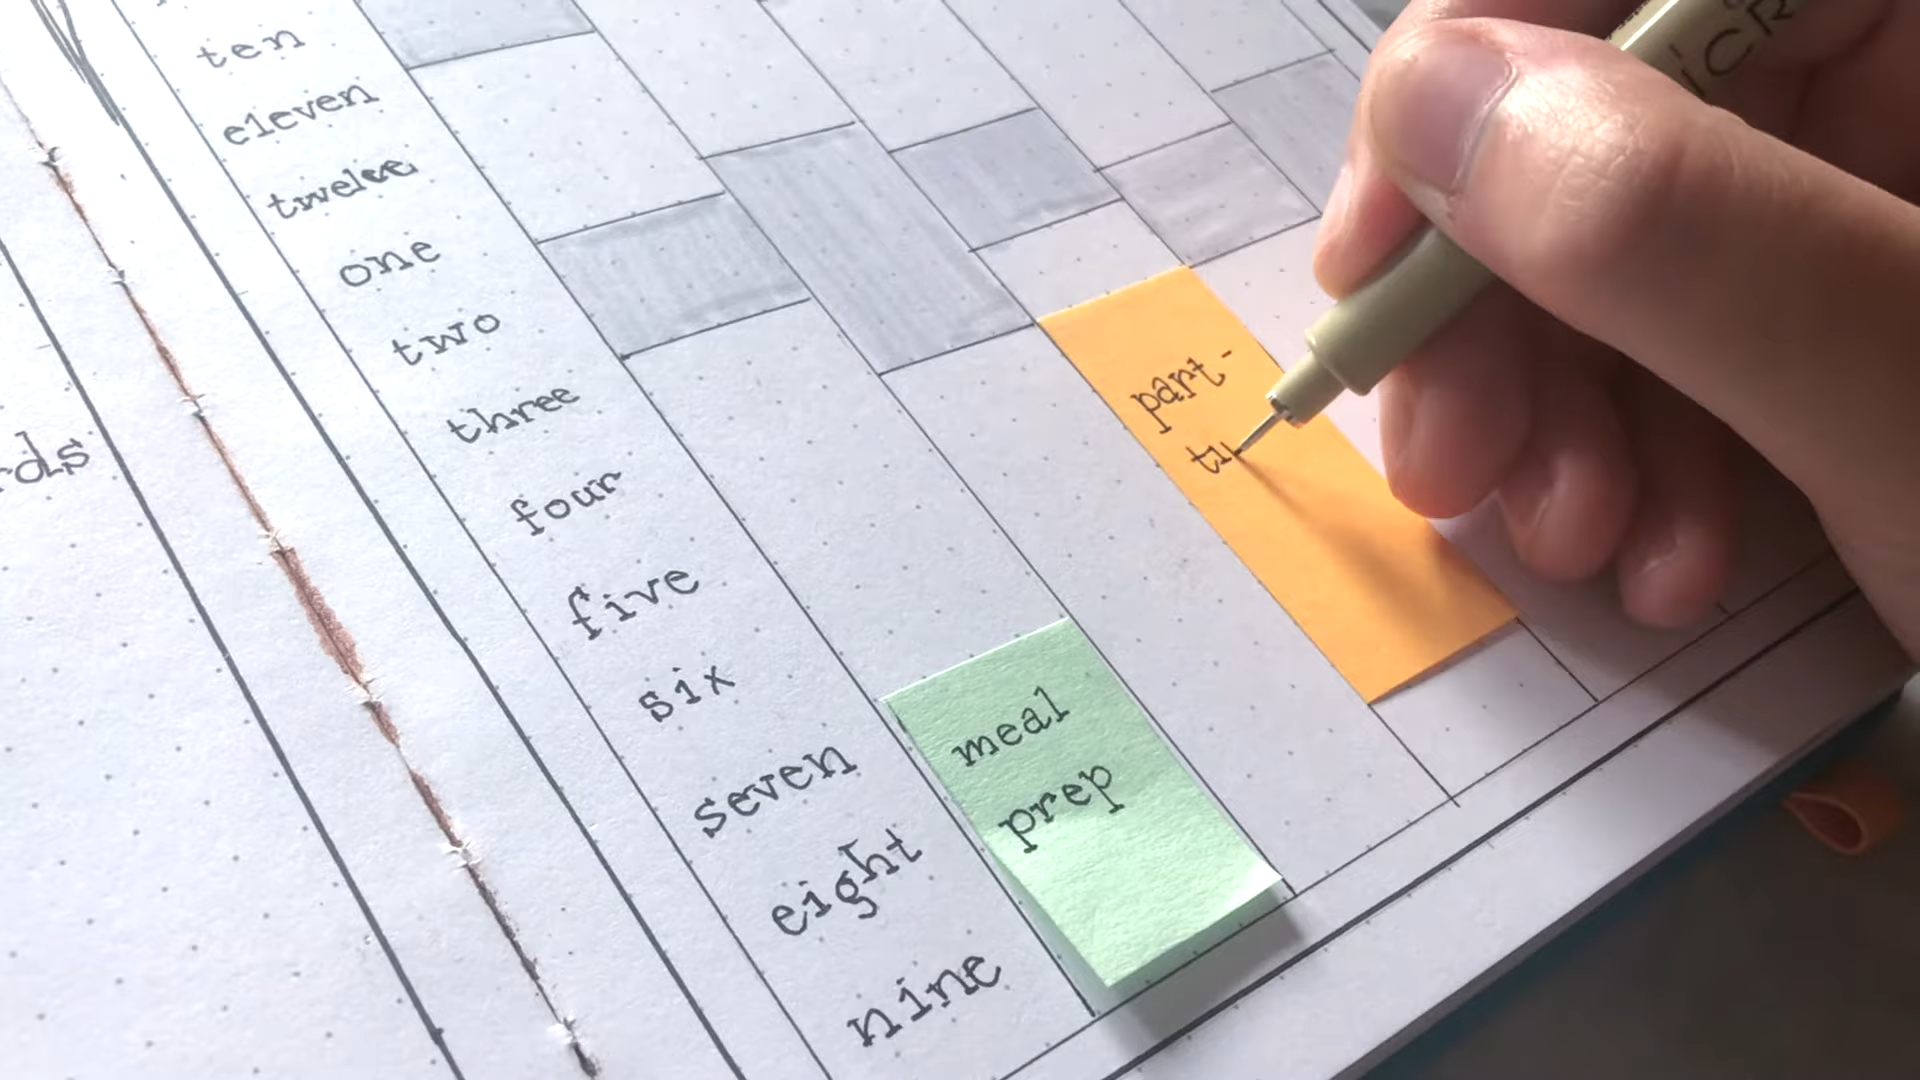 ten
eleven
twelve
one
two
three
four
five
six
seven
eight
nine
meal
prep
part-